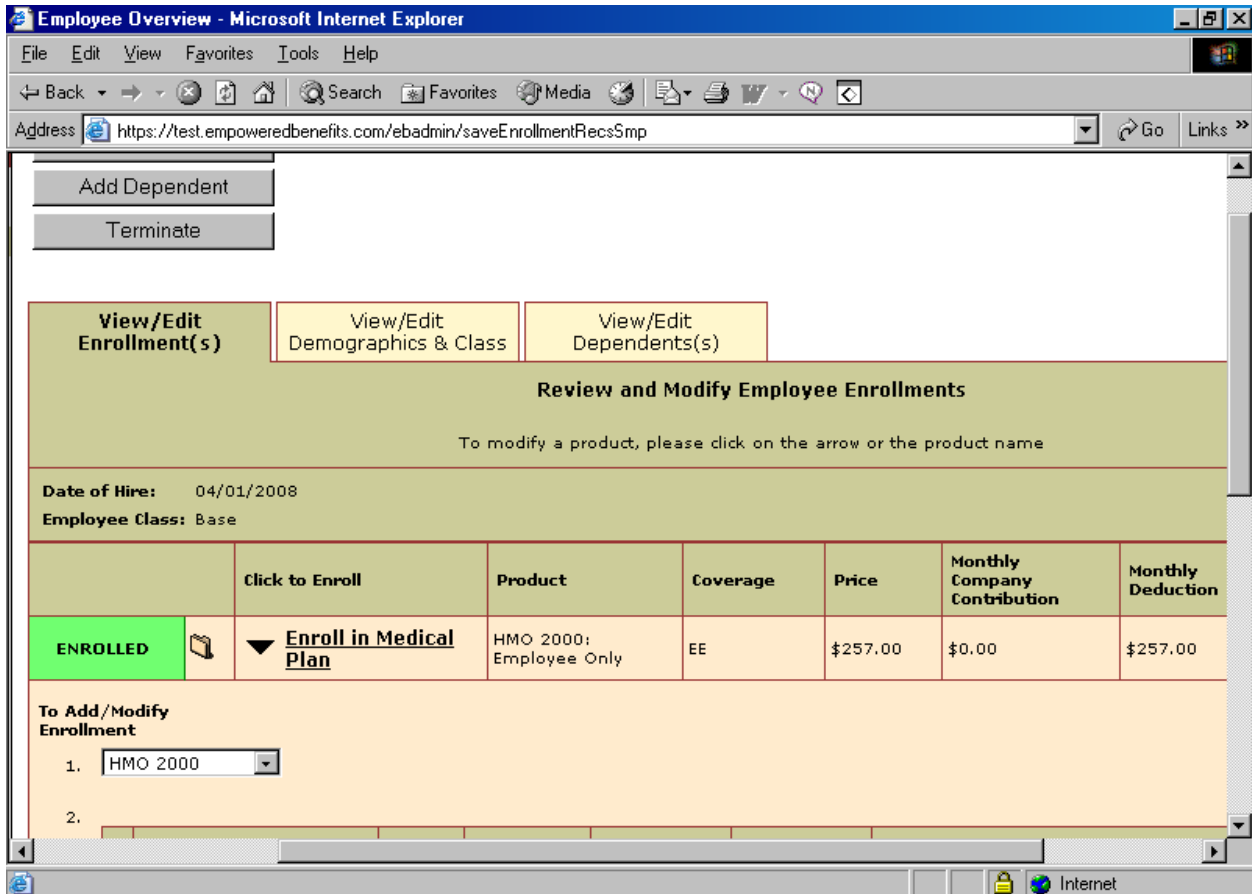 Employee Overview - Microsoft Internet Explorer
File Edit View Favorites Tools Help
Back Search Favorites Media
Address https://test.empoweredbenefits.com/ebadmin/saveEnrollmentRecsSmp Go Links »
Add Dependent
Terminate
View/Edit Enrollment(s)
View/Edit Demographics & Class
View/Edit Dependents(s)
Review and Modify Employee Enrollments
To modify a product, please click on the arrow or the product name
Date of Hire: 04/01/2008
Employee Class: Base
Click to Enroll Product Coverage Price Monthly Company Contribution Monthly Deduction
ENROLLED Enroll in Medical Plan HMO 2000: Employee Only EE $257.00 $0.00 $257.00
To Add/Modify
Enrollment
1. HMO 2000
2.
Internet